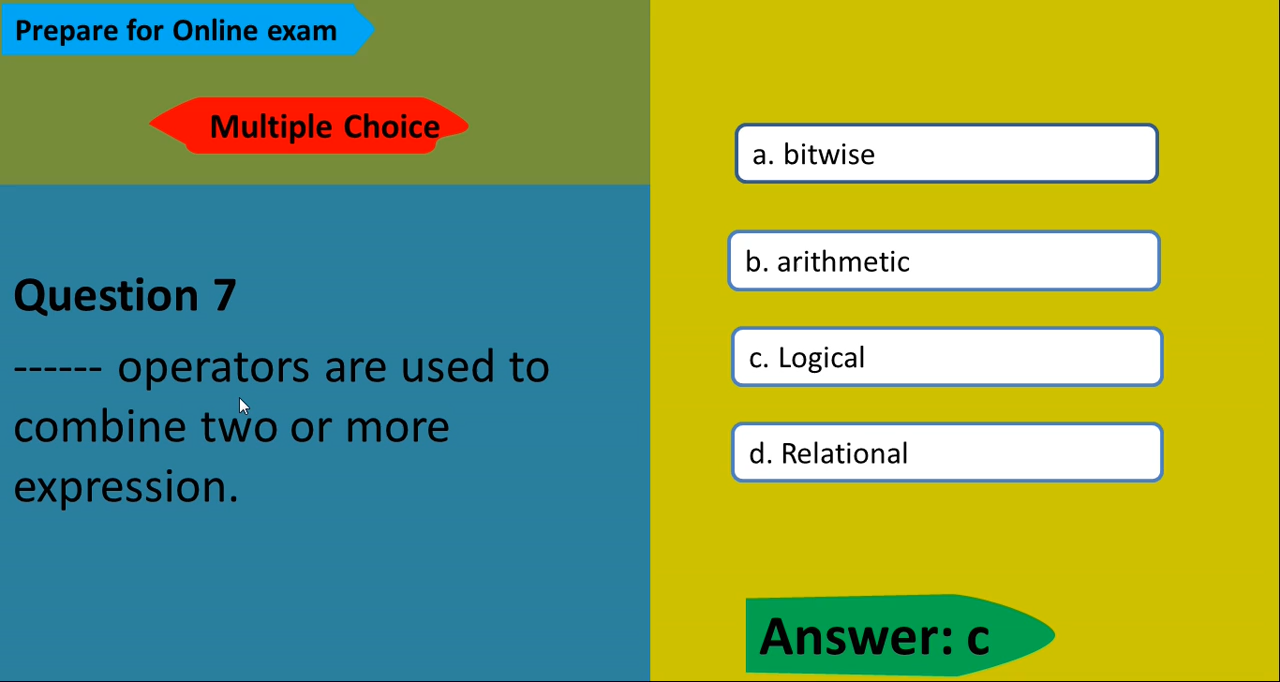 Prepare for Online exam
Multiple Choice
Question 7
------ operators are used to
combine two or more
expression.
a. bitwise
b. arithmetic
c. Logical
d. Relational
Answer: c